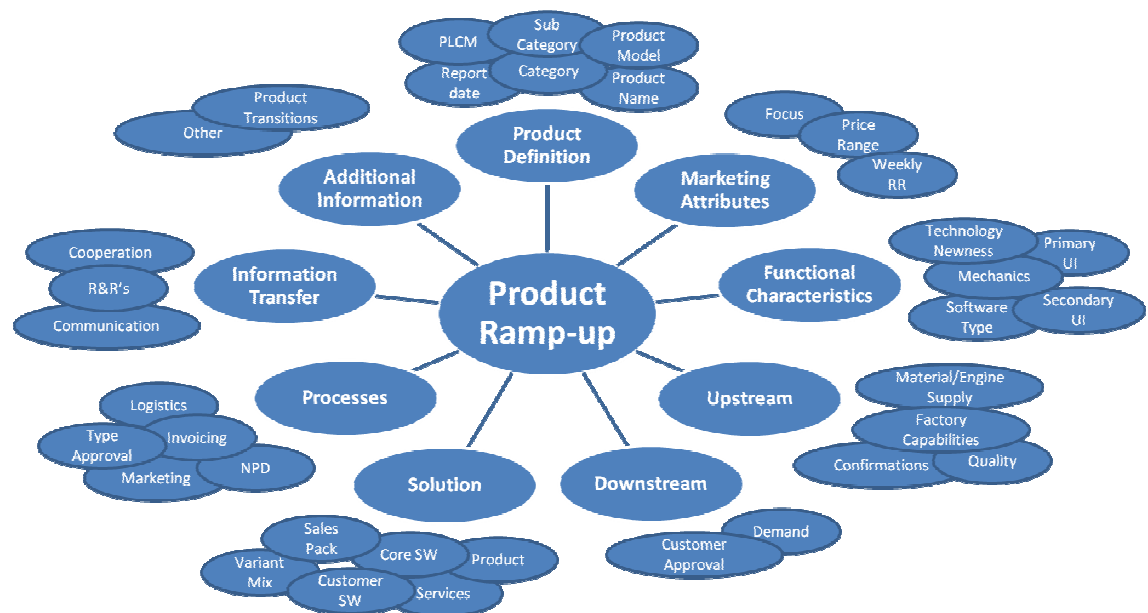 PLCM
Sub
Category
Product
Model
Report
date
Category
Product
Name
Product
Transitions
Other
Focus
Price
Range
Weekly
RR
Product
Definition
Additional
Information
Marketing
Attributes
Cooperation
R&R's
Communication
Information
Transfer
Product
Ramp-up
Functional
Characteristics
Technology
Newness
Primary
UI
Mechanics
Software
Type
Secondary
UI
Processes
Upstream
Material/Engine
Supply
Factory
Capabilities
Confirmations
Quality
Logistics
Type
Approval
Invoicing
Marketing
NPD
Solution
Downstream
Sales
Pack
Core SW
Product
Variant
Mix
Customer
SW
Services
Demand
Customer
Approval